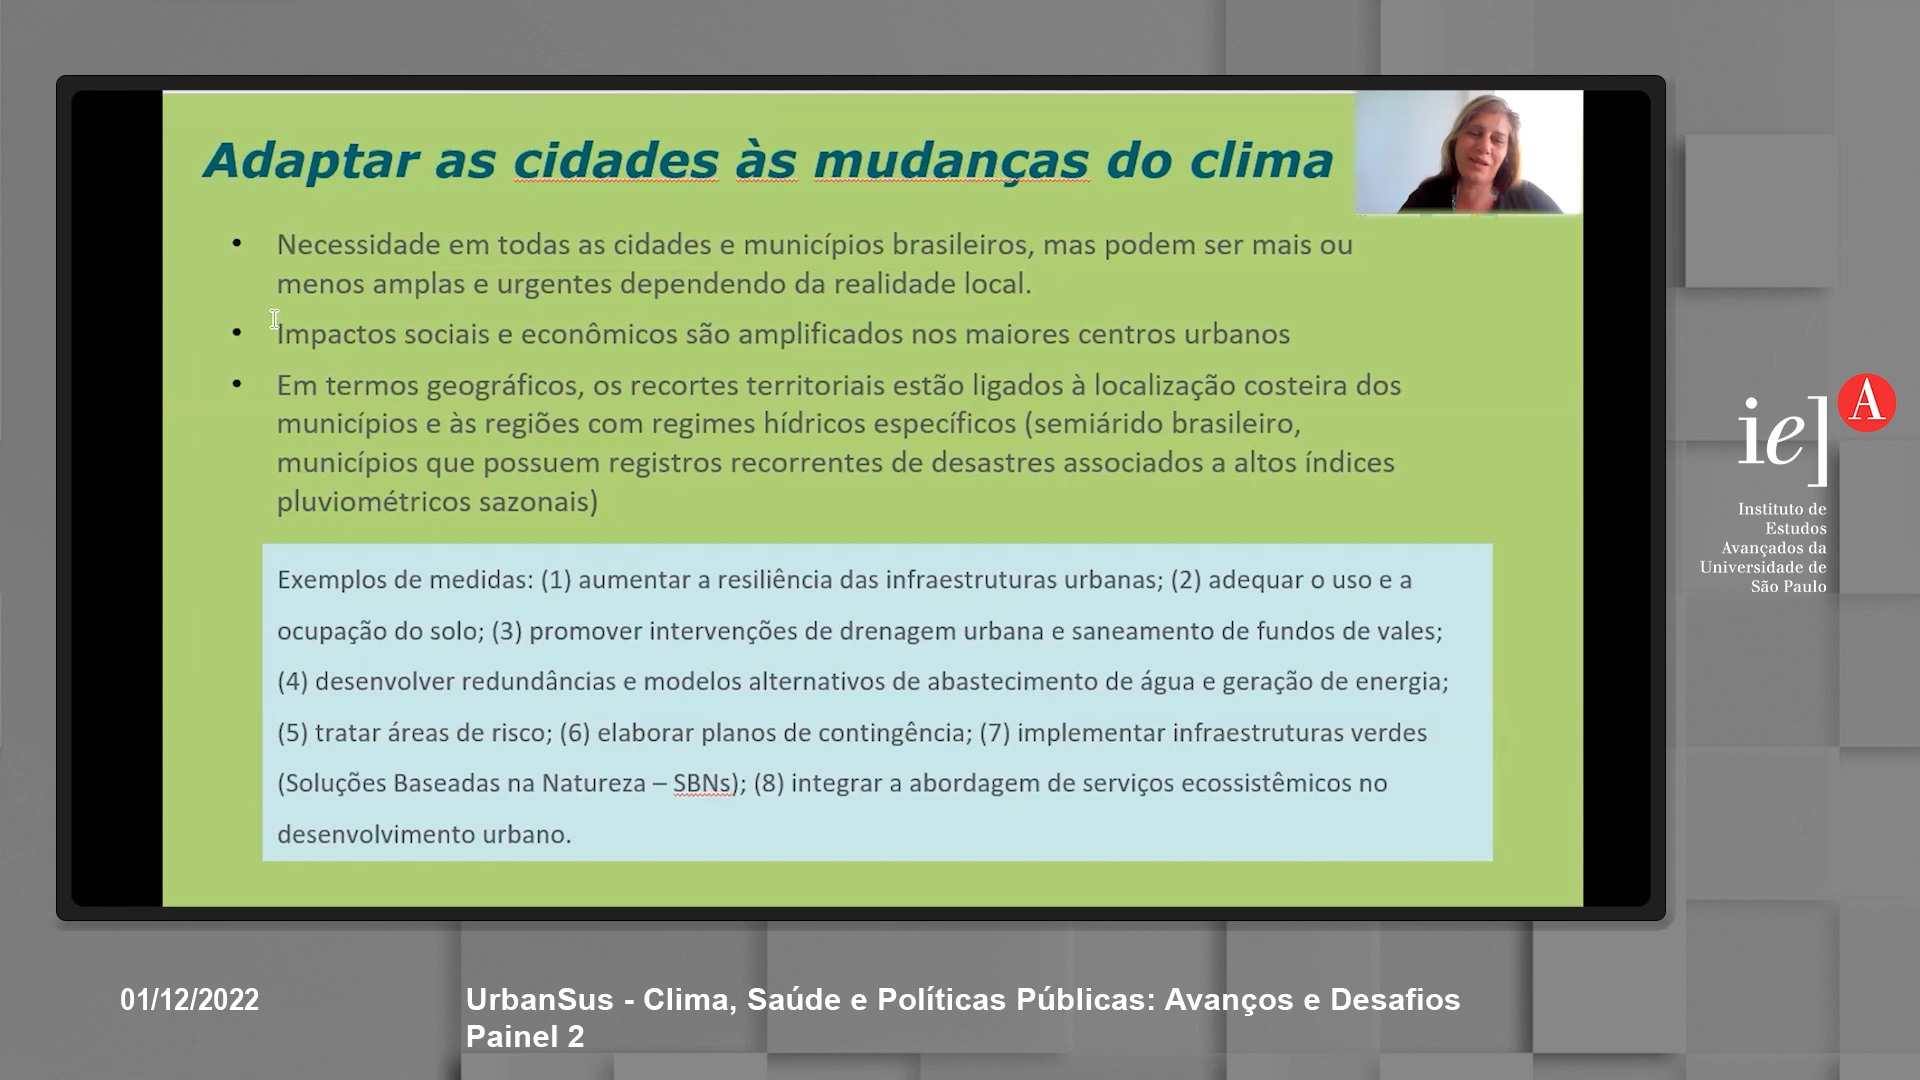 Adaptar as cidades às mudanças do clima
• Necessidade em todas as cidades e municípios brasileiros, mas podem ser mais ou
menos amplas e urgentes dependendo da realidade local.
• Impactos sociais e econômicos são amplificados nos maiores centros urbanos
• Em termos geográficos, os recortes territoriais estão ligados à localização costeira dos
municípios e às regiões com regimes hídricos específicos (semiárido brasileiro,
municípios que possuem registros recorrentes de desastres associados a altos índices
pluviométricos sazonais)
Exemplos de medidas: (1) aumentar a resiliência das infraestruturas urbanas; (2) adequar o uso e a
ocupação do solo; (3) promover intervenções de drenagem urbana e saneamento de fundos de vales;
(4) desenvolver redundâncias e modelos alternativos de abastecimento de água e geração de energia;
(5) tratar áreas de risco; (6) elaborar planos de contingência; (7) implementar infraestruturas verdes
(Soluções Baseadas na Natureza – SBNs); (8) integrar a abordagem de serviços ecossistêmicos no
desenvolvimento urbano.
ie] A
Instituto de
Estudos
Avançados da
Universidade de
São Paulo
01/12/2022
UrbanSus - Clima, Saúde e Políticas Públicas: Avanços e Desafios
Painel 2